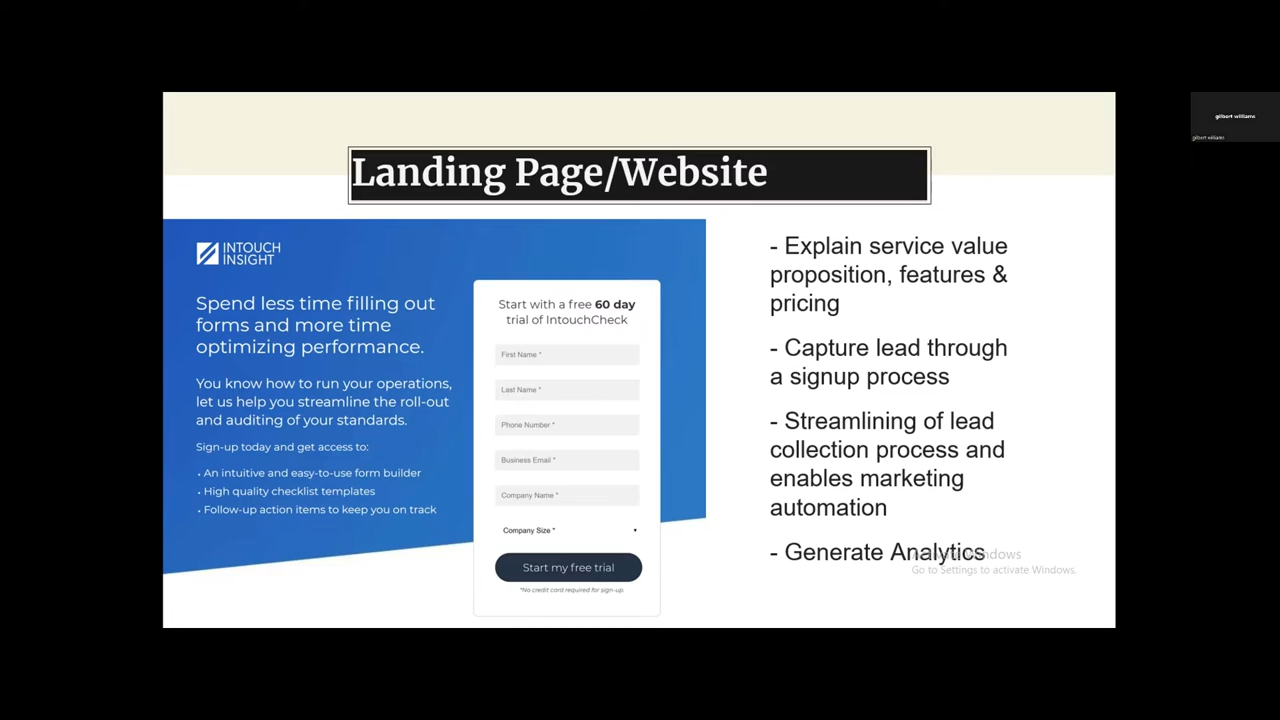 Landing Page/Website
INTOUCH
INSIGHT
Spend less time filling out
forms and more time
optimizing performance.
You know how to run your operations,
let us help you streamline the roll-out
and auditing of your standards.
Sign-up today and get access to:
• An intuitive and easy-to-use form builder
• High quality checklist templates
• Follow-up action items to keep you on track
Start with a free 60 day
trial of IntouchCheck
First Name *
Last Name *
Phone Number *
Business Email *
Company Name *
Company Size *
Start my free trial
*No credit card required for sign-up.
- Explain service value
proposition, features &
pricing
- Capture lead through
a signup process
- Streamlining of lead
collection process and
enables marketing
automation
- Generate Analytics
Activate Windows
Go to Settings to activate Windows.
gilbert williams
gilbert williams